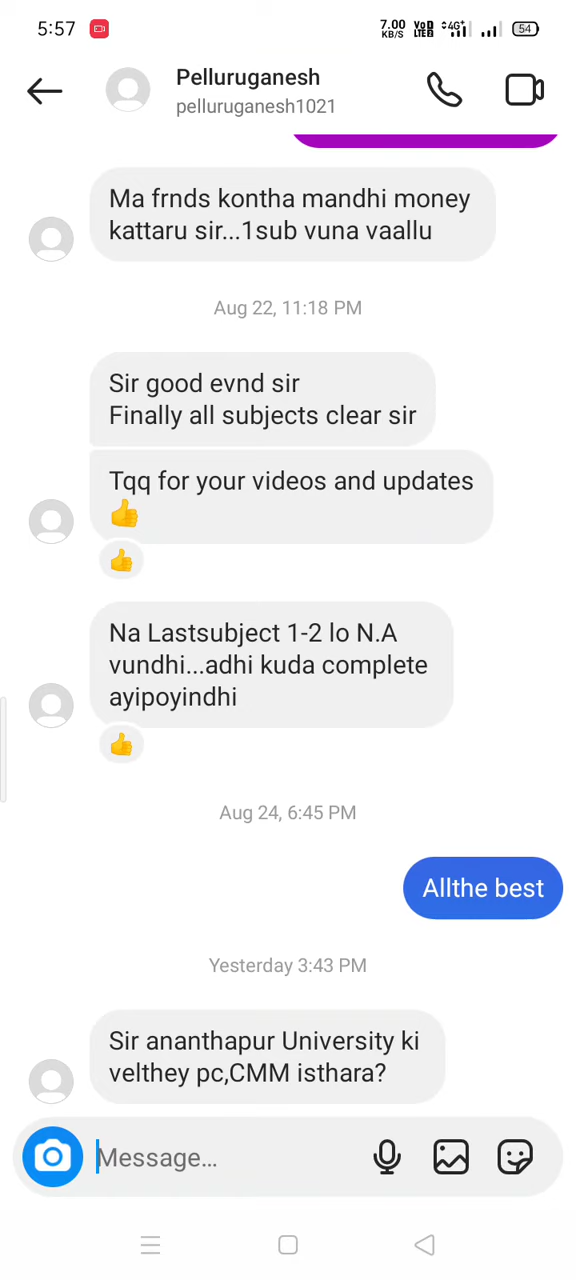 5:57
7.00
KB/S
VoD
LTE2
4G+
54
Pelluruganesh
pelluruganesh1021
Ma frnds kontha mandhi money
kattaru sir...1sub vuna vaallu
Aug 22, 11:18 PM
Sir good evnd sir
Finally all subjects clear sir
Tqq for your videos and updates
👍
👍
Na Lastsubject 1-2 lo N.A
vundhi...adhi kuda complete
ayipoyindhi
👍
Aug 24, 6:45 PM
Allthe best
Yesterday 3:43 PM
Sir ananthapur University ki
velthey pc,CMM isthara?
Message...